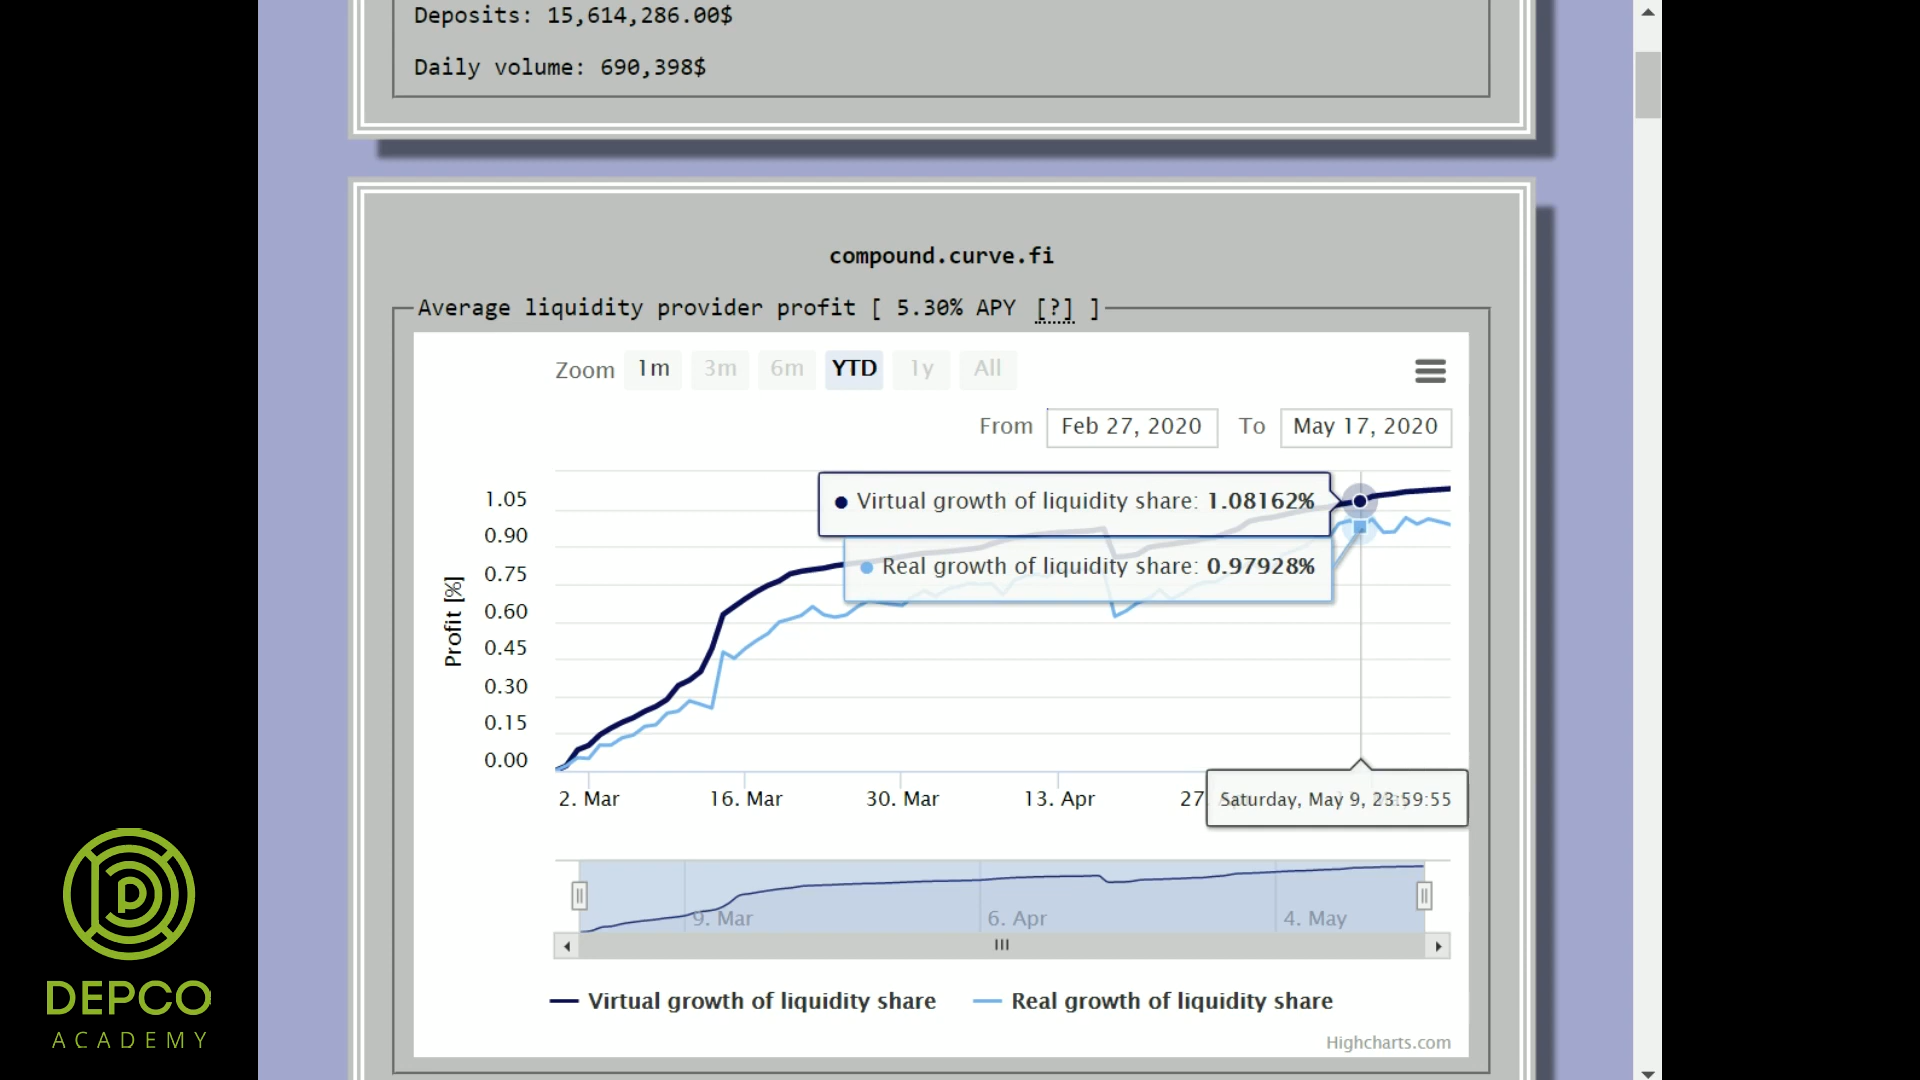 Deposits: 15,614,286.00$
Daily volume: 690,398$
compound.curve.fi
Average liquidity provider profit [ 5.30% APY [?] ]
Zoom 1m 3m 6m YTD 1y All
From Feb 27, 2020 To May 17, 2020
Virtual growth of liquidity share: 1.08162%
Real growth of liquidity share: 0.97928%
Profit [%]
1.05
0.90
0.75
0.60
0.45
0.30
0.15
0.00
2. Mar 16. Mar 30. Mar 13. Apr 27.
Saturday, May 9, 23:59:55
9. Mar 6. Apr 4. May
Virtual growth of liquidity share Real growth of liquidity share
Highcharts.com
DEPCO
ACADEMY